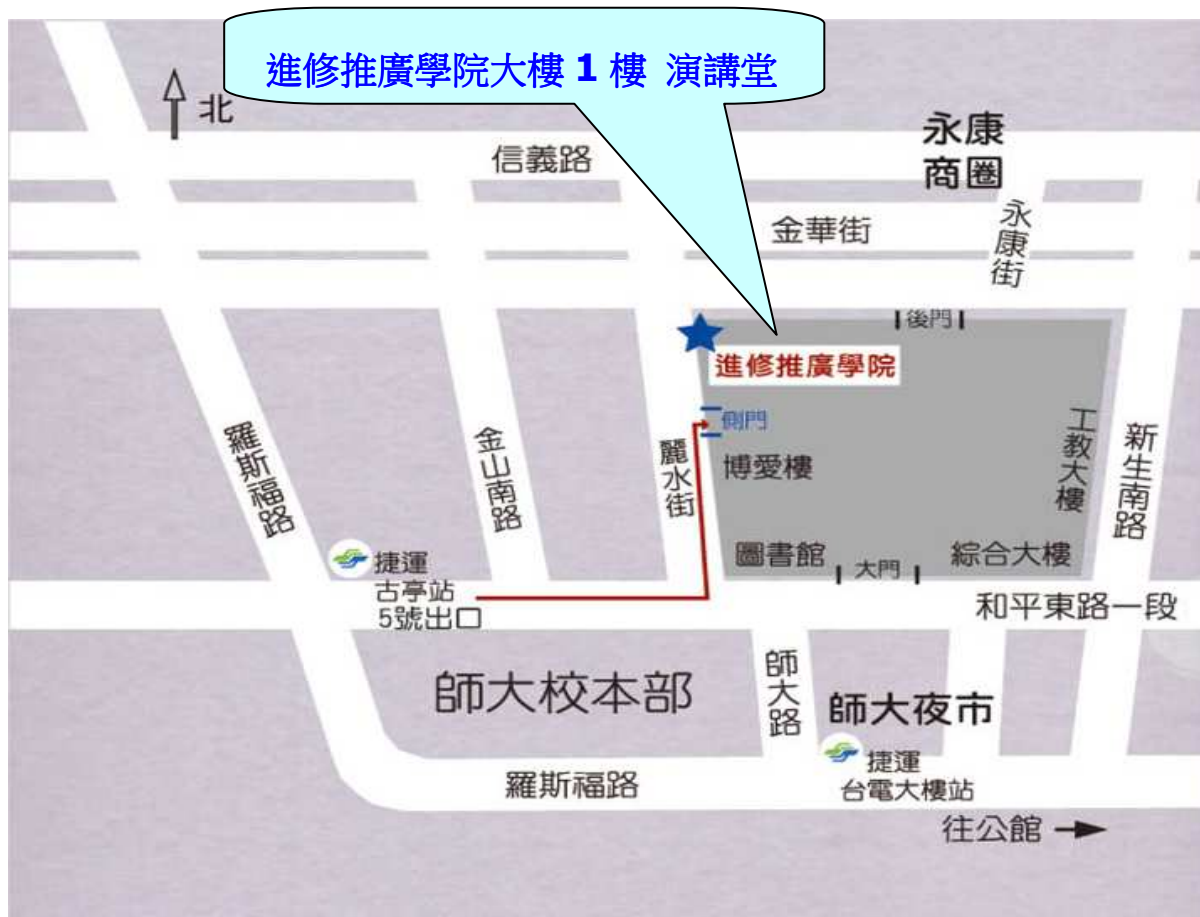 進修推廣學院大樓 1 樓 演講堂
北
永康
商圈
信義路
金華街
永康街
後門
進修推廣學院
側門
羅斯福路
金山南路
麗水街
博愛樓
工教大樓
新生南路
捷運
古亭站
5號出口
圖書館
大門
綜合大樓
和平東路一段
師大校本部
師大路
師大夜市
捷運
台電大樓站
羅斯福路
往公館